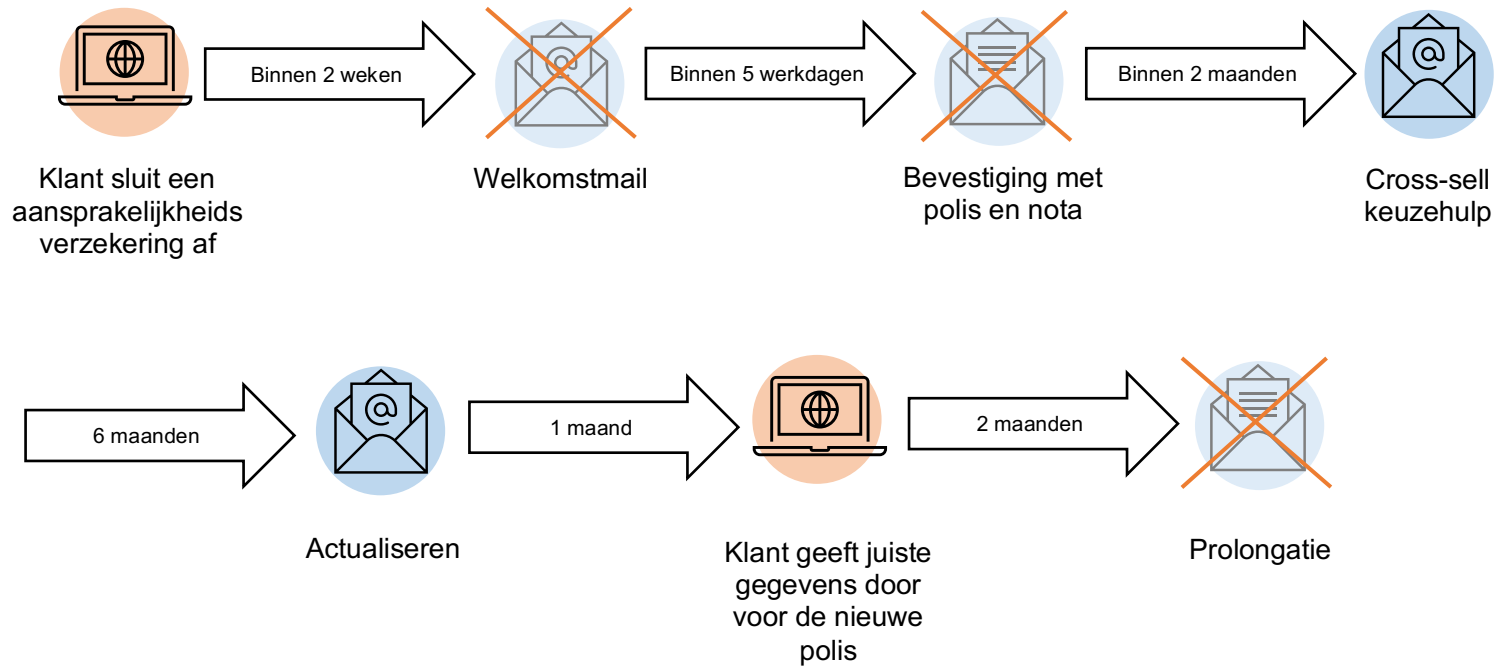 Binnen 2 weken
Binnen 5 werkdagen
Binnen 2 maanden
Klant sluit een
aansprakelijkheids
verzekering af
Welkomstmail
Bevestiging met
polis en nota
Cross-sell
keuzehulp
6 maanden
1 maand
2 maanden
Actualiseren
Klant geeft juiste
gegevens door
voor de nieuwe
polis
Prolongatie